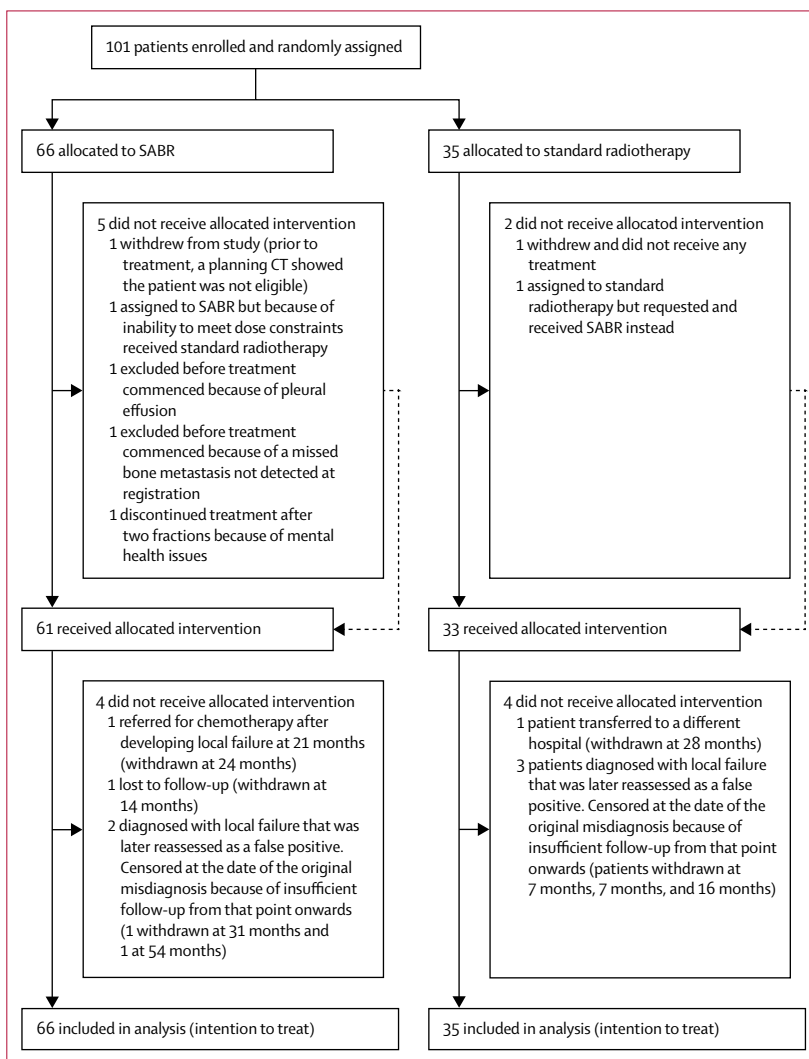 101 patients enrolled and randomly assigned
66 allocated to SABR
35 allocated to standard radiotherapy
5 did not receive allocated intervention
1 withdrew from study (prior to
treatment, a planning CT showed
the patient was not eligible)
1 assigned to SABR but because of
inability to meet dose constraints
received standard radiotherapy
1 excluded before treatment
commenced because of pleural
effusion
1 excluded before treatment
commenced because of a missed
bone metastasis not detected at
registration
1 discontinued treatment after
two fractions because of mental
health issues
2 did not receive allocatod intervention
1 withdrew and did not receive any
treatment
1 assigned to standard
radiotherapy but requested and
received SABR instead
61 received allocated intervention
33 received allocated intervention
4 did not receive allocated intervention
1 referred for chemotherapy after
developing local failure at 21 months
(withdrawn at 24 months)
1 lost to follow-up (withdrawn at
14 months)
2 diagnosed with local failure that was
later reassessed as a false positive.
Censored at the date of the original
misdiagnosis because of insufficient
follow-up from that point onwards
(1 withdrawn at 31 months and
1 at 54 months)
4 did not receive allocated intervention
1 patient transferred to a different
hospital (withdrawn at 28 months)
3 patients diagnosed with local failure
that was later reassessed as a false
positive. Censored at the date of the
original misdiagnosis because of
insufficient follow-up from that point
onwards (patients withdrawn at
7 months, 7 months, and 16 months)
66 included in analysis (intention to treat)
35 included in analysis (intention to treat)